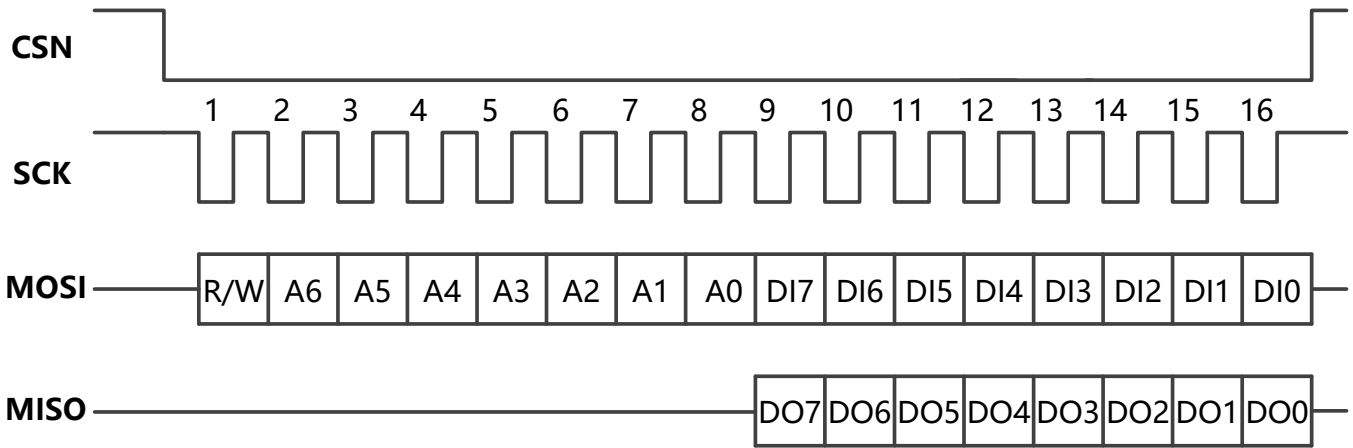 CSN
1 2 3 4 5 6 7 8 9 10 11 12 13 14 15 16
SCK
MOSI R/W A6 A5 A4 A3 A2 A1 A0 DI7 DI6 DI5 DI4 DI3 DI2 DI1 DI0
MISO DO7 DO6 DO5 DO4 DO3 DO2 DO1 DO0